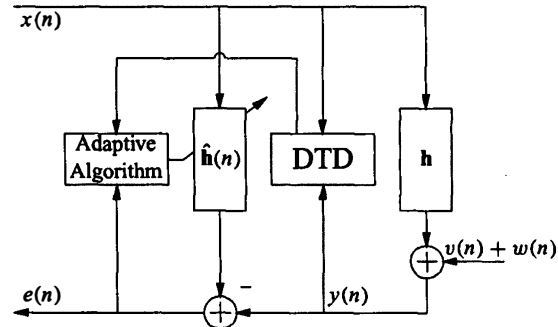 x(n)
Adaptive
Algorithm
ĥ(n)
DTD
h
+
v(n) + w(n)
e(n)
+
−
y(n)